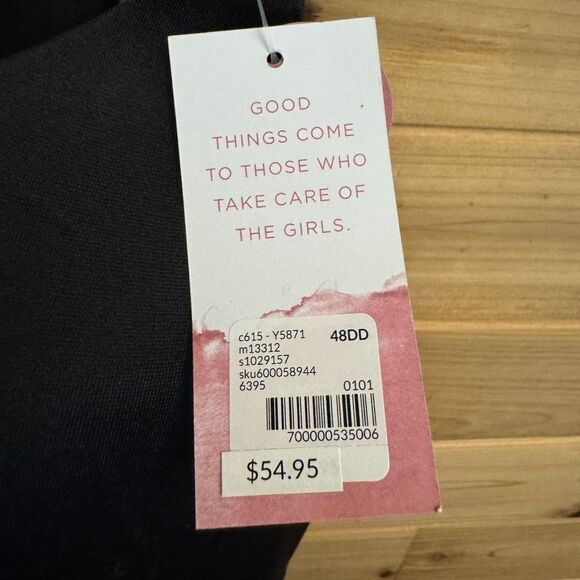 GOOD
THINGS COME
TO THOSE WHO
TAKE CARE OF
THE GIRLS.
c615 - Y5871 48DD
m13312
s1029157
sku600058944
6395 0101
700000535006
$54.95